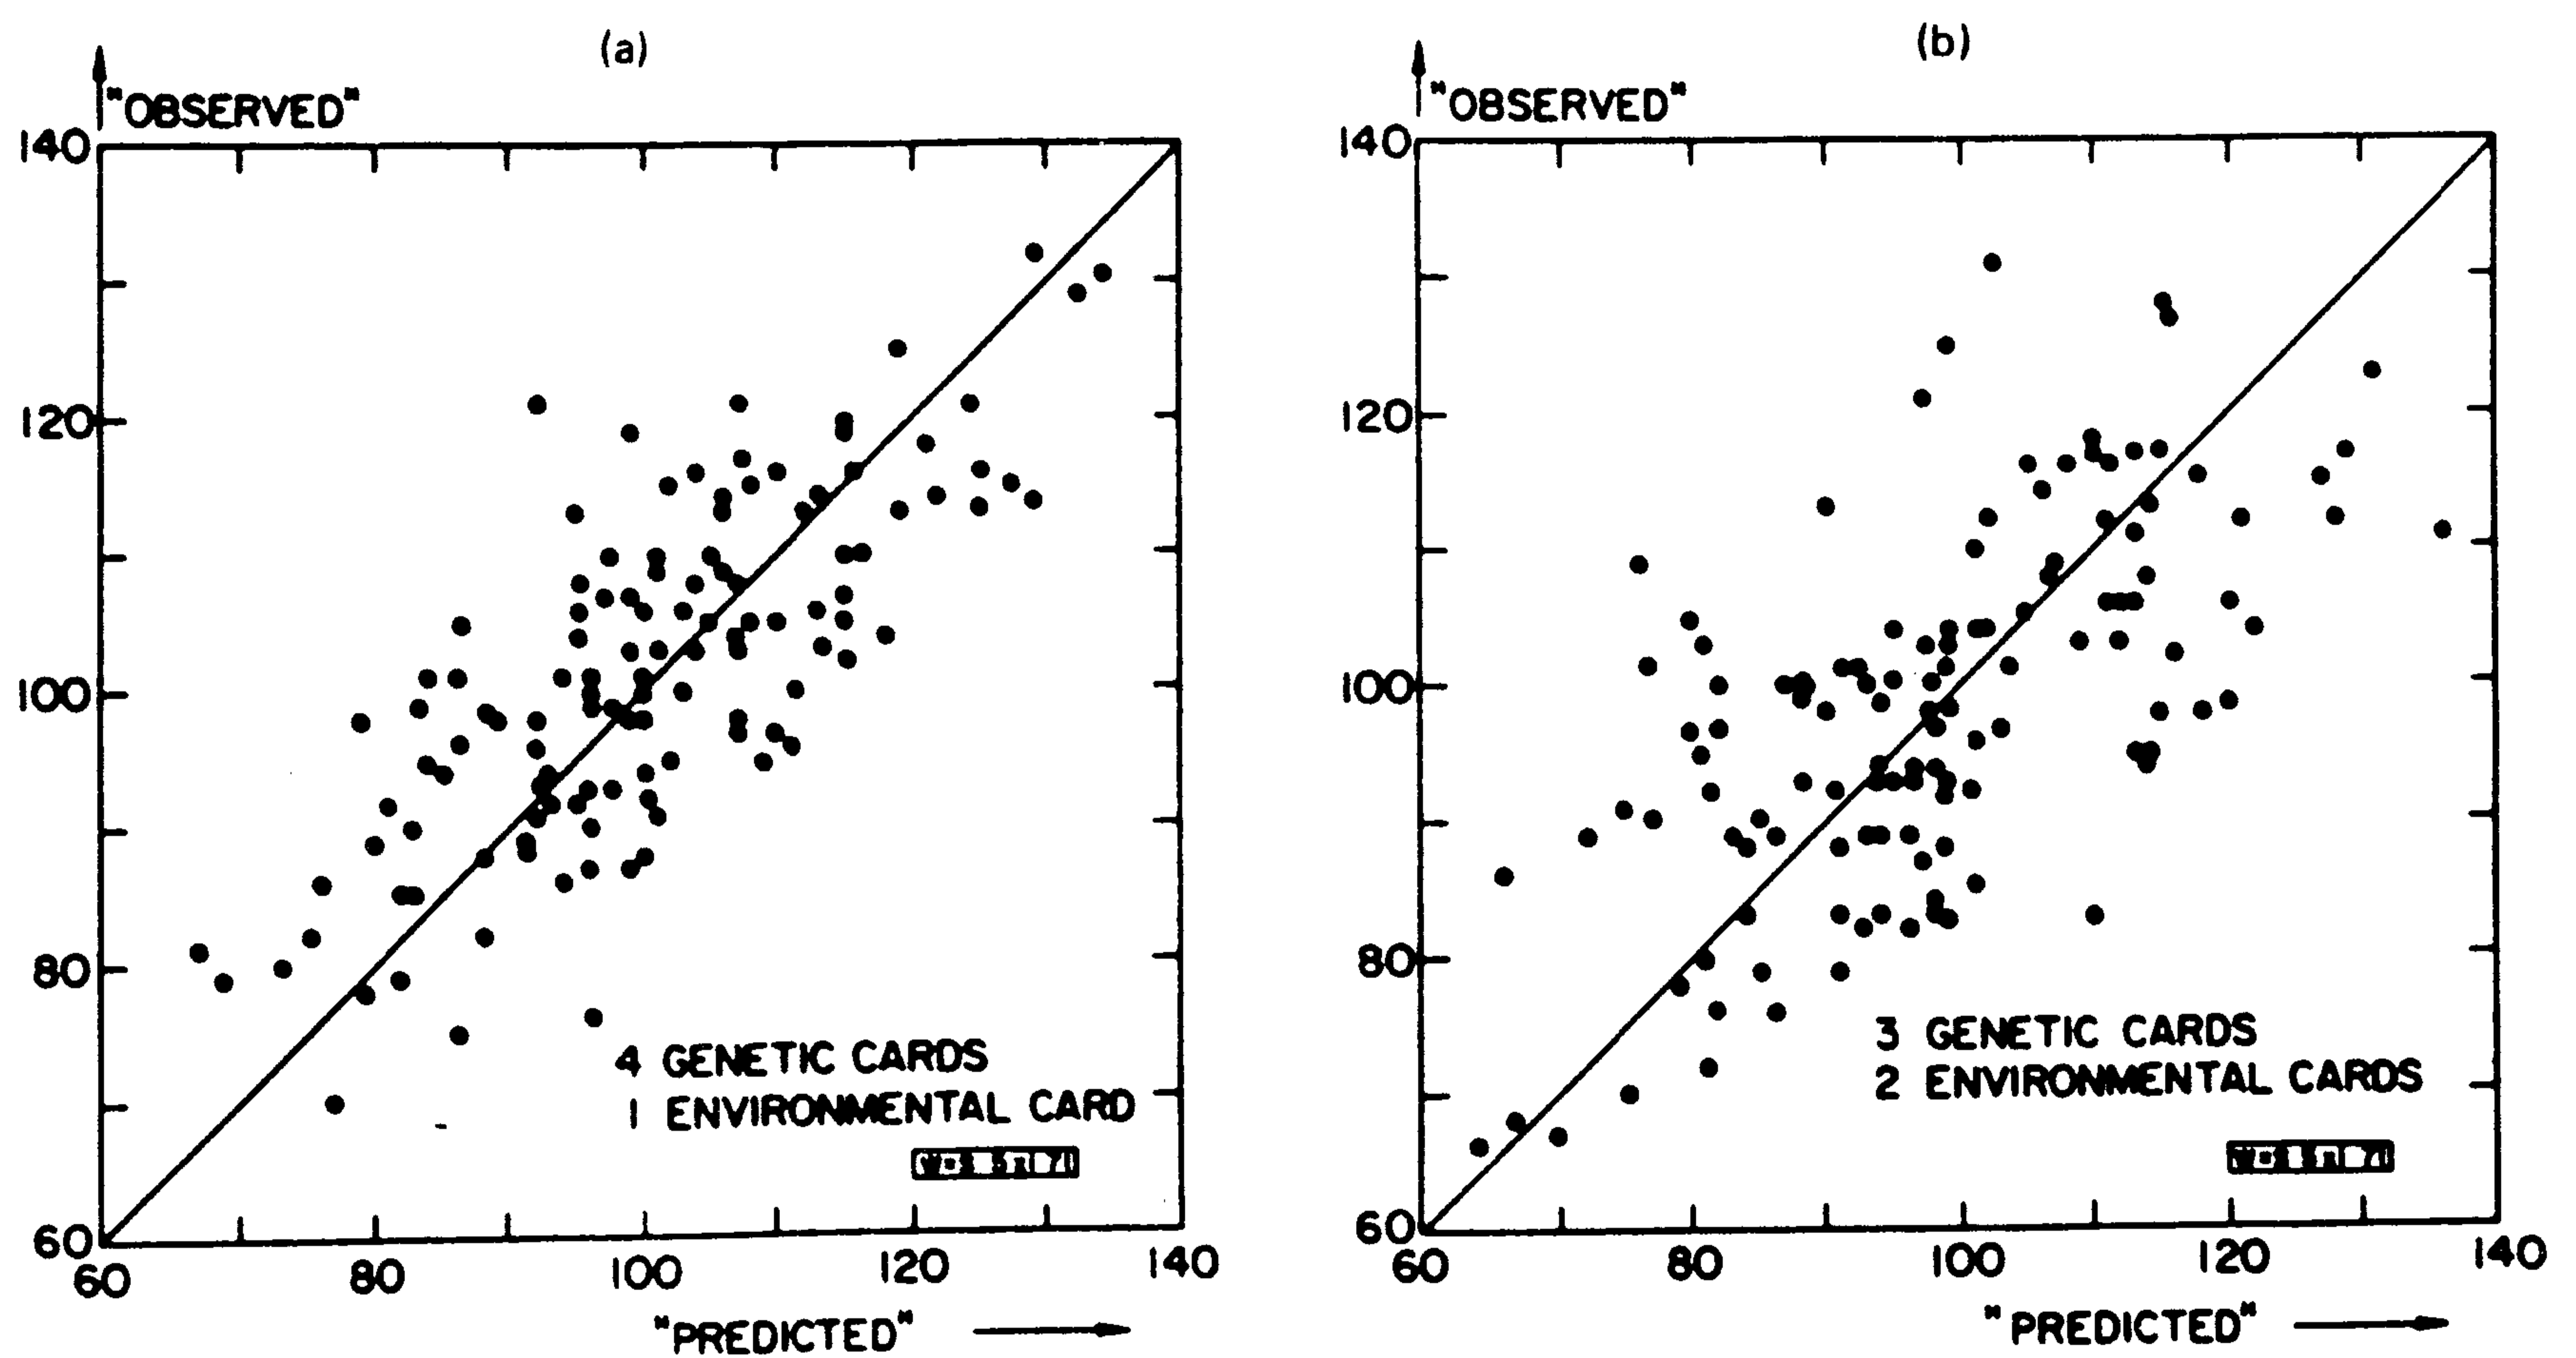 (a)
"OBSERVED"
140
120
100
80
60
60 80 100 120 140
"PREDICTED"
4 GENETIC CARDS
1 ENVIRONMENTAL CARD
(b)
"OBSERVED"
140
120
100
80
60
60 80 100 120 140
"PREDICTED"
3 GENETIC CARDS
2 ENVIRONMENTAL CARDS